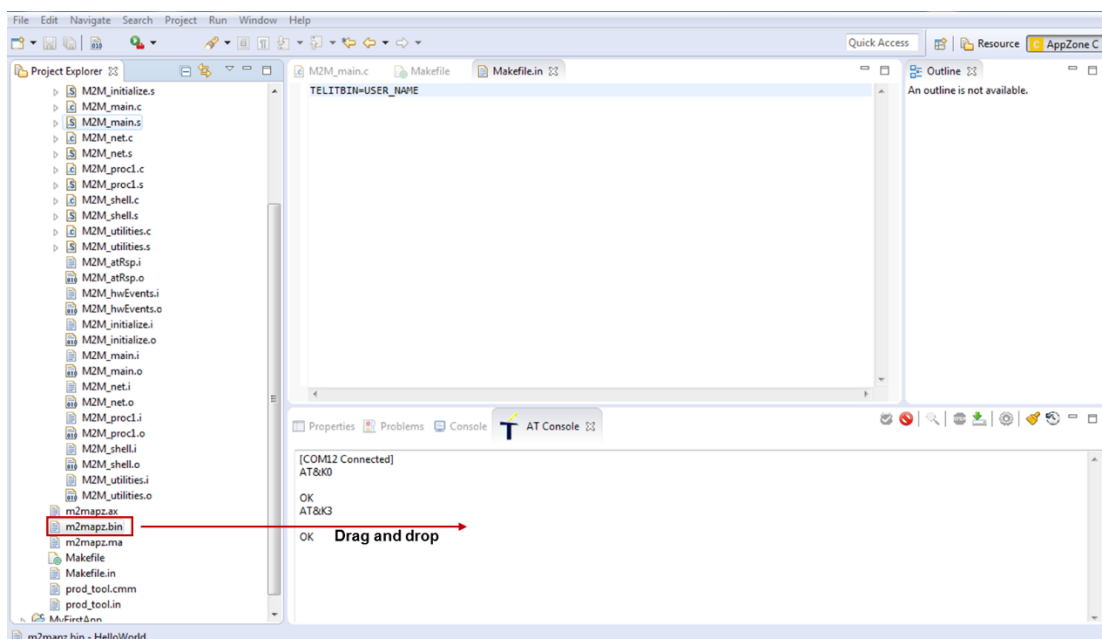 File Edit Navigate Search Project Run Window Help
Quick Access
Resource
AppZone C
Project Explorer
M2M_initialize.s
M2M_main.c
M2M_main.s
M2M_net.c
M2M_net.s
M2M_proc1.c
M2M_proc1.s
M2M_shell.c
M2M_shell.s
M2M_utilities.c
M2M_utilities.s
M2M_atRsp.i
M2M_atRsp.o
M2M_hwEvents.i
M2M_hwEvents.o
M2M_initialize.i
M2M_initialize.o
M2M_main.i
M2M_main.o
M2M_net.i
M2M_net.o
M2M_proc1.i
M2M_proc1.o
M2M_shell.i
M2M_shell.o
M2M_utilities.i
M2M_utilities.o
m2mapz.ax
m2mapz.bin
m2mapz.ma
Makefile
Makefile.in
prod_tool.cmm
prod_tool.in
MyFirstApp
m2mapz.bin - HelloWorld
M2M_main.c Makefile Makefile.in
TELITBIN=USER_NAME
Outline
An outline is not available.
Properties Problems Console AT Console
[COM12 Connected]
AT&K0
OK
AT&K3
OK
Drag and drop